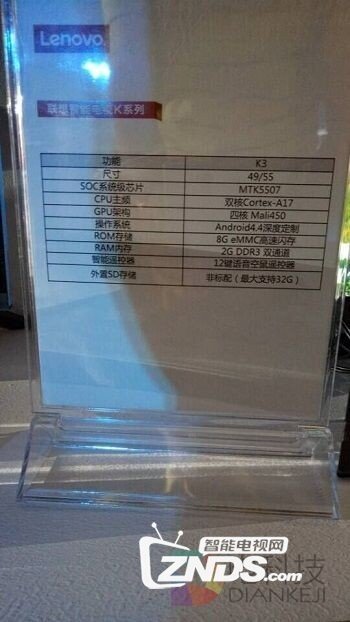 Lenovo
联想智能电视K系列
功能 K3
尺寸 49/55
SOC系统级芯片 MTK5507
CPU主频 双核Cortex-A17
GPU架构 四核 Mali450
操作系统 Android4.4深度定制
ROM存储 8G eMMC高速闪存
RAM内存 2G DDR3 双通道
智能遥控器 12键语音空鼠遥控器
外置SD存储 非标配（最大支持32G）
智能电视网
ZNDS.com
科技
DIANKEJI